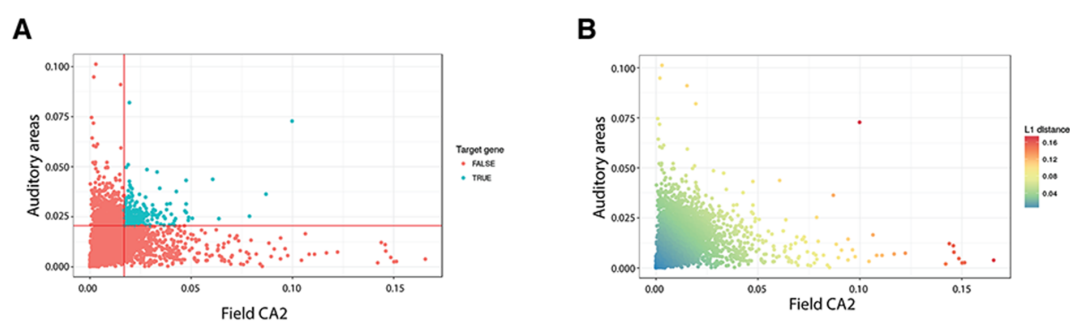 A
Auditory areas
0.100
0.075
0.050
0.025
0.000
0.00 0.05 0.10 0.15
Field CA2
Target gene
FALSE
TRUE
B
Auditory areas
0.100
0.075
0.050
0.025
0.000
0.00 0.05 0.10 0.15
Field CA2
L1 distance
0.16
0.12
0.08
0.04